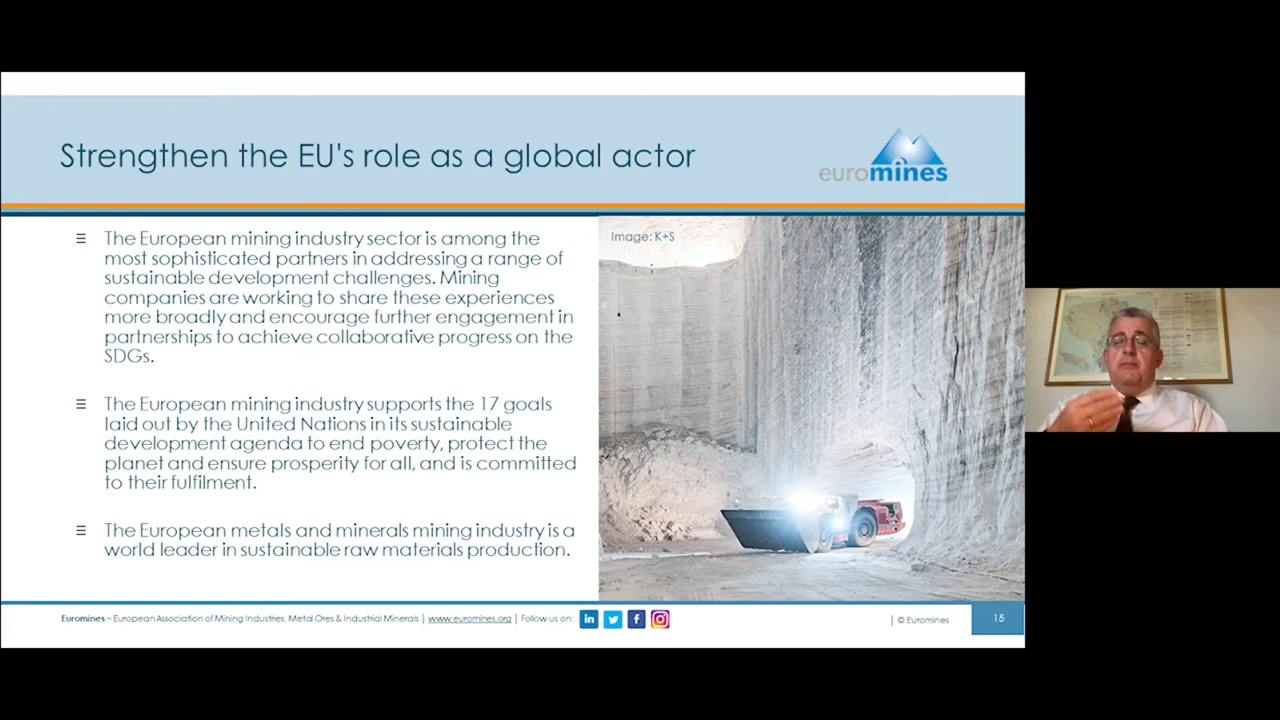 Strengthen the EU's role as a global actor
euromines
The European mining industry sector is among the
most sophisticated partners in addressing a range of
sustainable development challenges. Mining
companies are working to share these experiences
more broadly and encourage further engagement in
partnerships to achieve collaborative progress on the
SDGs.
The European mining industry supports the 17 goals
laid out by the United Nations in its sustainable
development agenda to end poverty, protect the
planet and ensure prosperity for all, and is committed
to their fulfilment.
The European metals and minerals mining industry is a
world leader in sustainable raw materials production.
Image: K+S
Euromines – European Association of Mining Industries, Metal Ores & Industrial Minerals | www.euromines.org | Follow us on:
| © Euromines
15